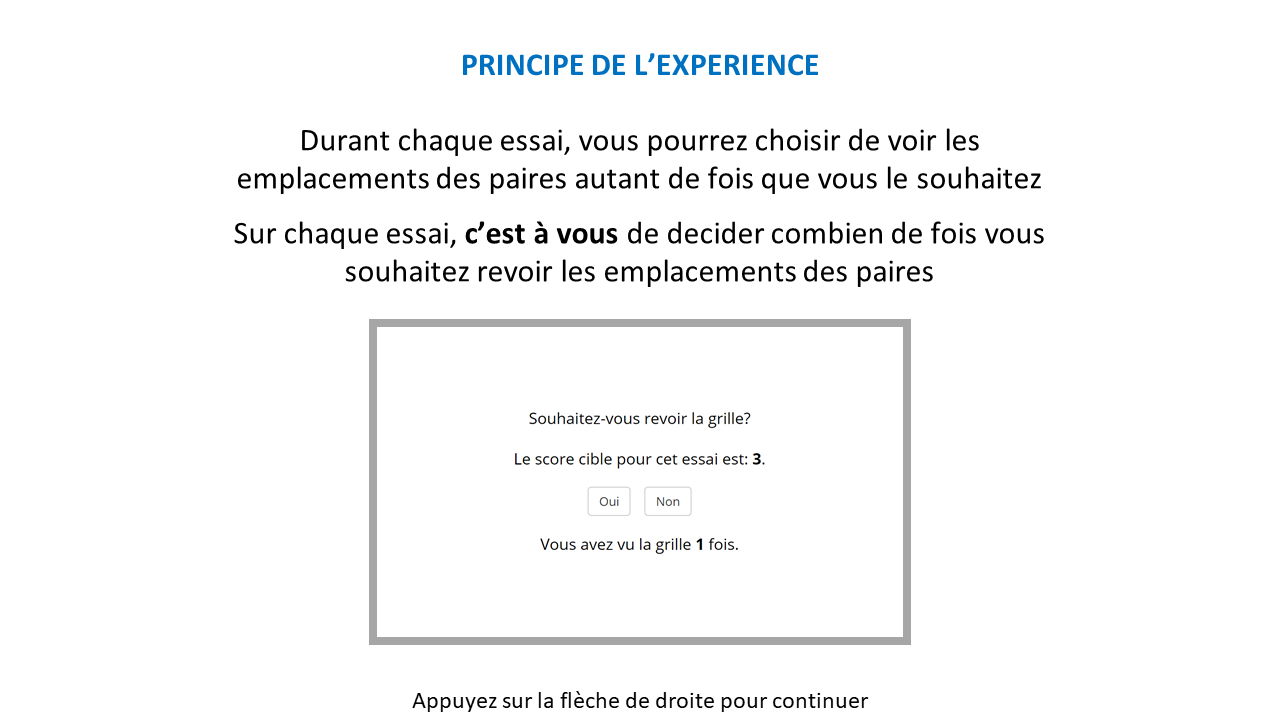 PRINCIPE DE L’EXPERIENCE
Durant chaque essai, vous pourrez choisir de voir les
emplacements des paires autant de fois que vous le souhaitez
Sur chaque essai, c’est à vous de decider combien de fois vous
souhaitez revoir les emplacements des paires
Souhaitez-vous revoir la grille?
Le score cible pour cet essai est: 3.
Oui Non
Vous avez vu la grille 1 fois.
Appuyez sur la flèche de droite pour continuer